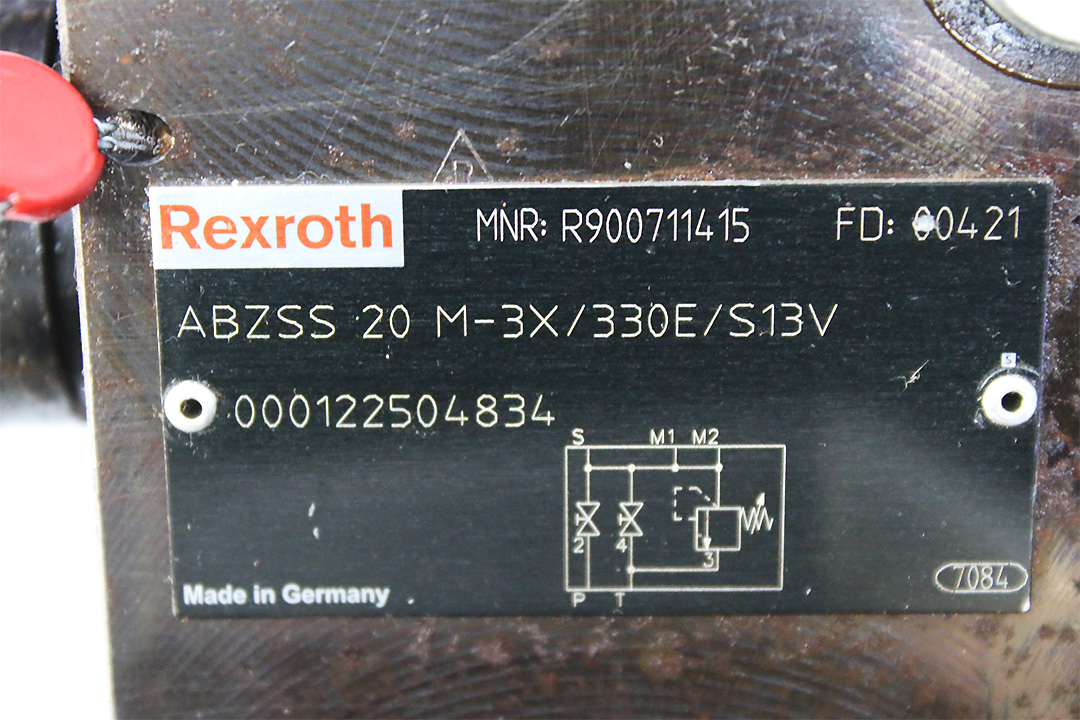 R
Rexroth
MNR: R900711415 FD: 00421
ABZSS 20 M-3X/330E/S13V
S
000122504834
S M1 M2
2 4
3
P T
7084
Made in Germany